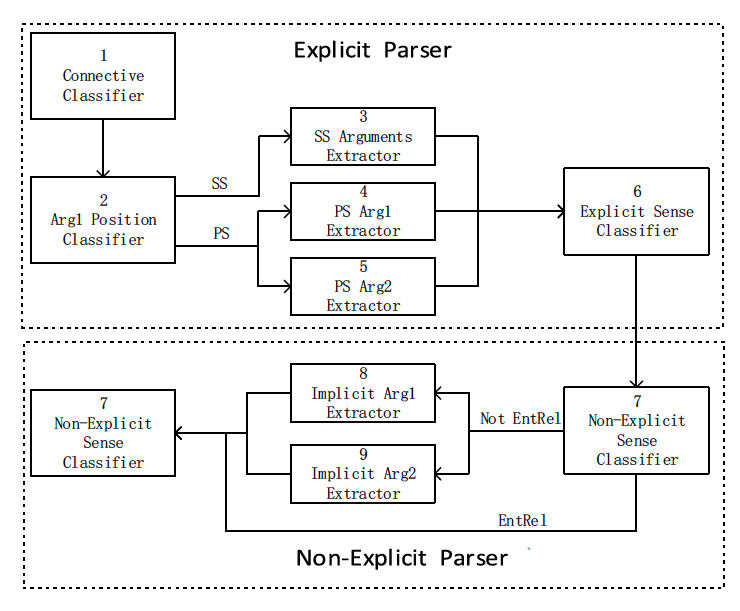 Explicit Parser
1
Connective
Classifier
2
Arg1 Position
Classifier
SS
PS
3
SS Arguments
Extractor
4
PS Arg1
Extractor
5
PS Arg2
Extractor
6
Explicit Sense
Classifier
7
Non-Explicit
Sense
Classifier
Not EntRel
EntRel
8
Implicit Arg1
Extractor
9
Implicit Arg2
Extractor
7
Non-Explicit
Sense
Classifier
Non-Explicit Parser